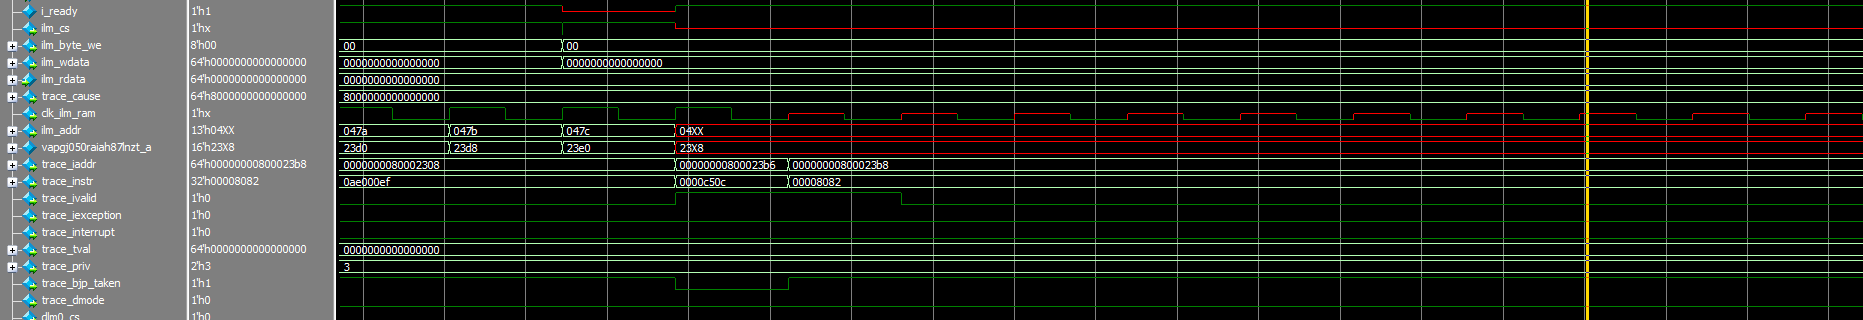 i_ready 1'h1
ilm_cs 1'hx
ilm_byte_we 8'h00 00 00
ilm_wdata 64'h0000000000000000 0000000000000000 0000000000000000
ilm_rdata 64'h0000000000000000 0000000000000000
trace_cause 64'h8000000000000000 8000000000000000
clk_ilm_ram 1'hx
ilm_addr 13'h04XX 047a 047b 047c 04XX
vapgj050raiah87lnzt_a 16'h23X8 23d0 23d8 23e0 23X8
trace_iaddr 64'h00000000800023b8 0000000080002308 00000000800023b6 00000000800023b8
trace_instr 32'h00008082 0ae000ef 0000c50c 00008082
trace_ivalid 1'h0
trace_iexception 1'h0
trace_interrupt 1'h0
trace_tval 64'h0000000000000000 0000000000000000
trace_priv 2'h3 3
trace_bjp_taken 1'h1
trace_dmode 1'h0
dlm0_cs 1'h0